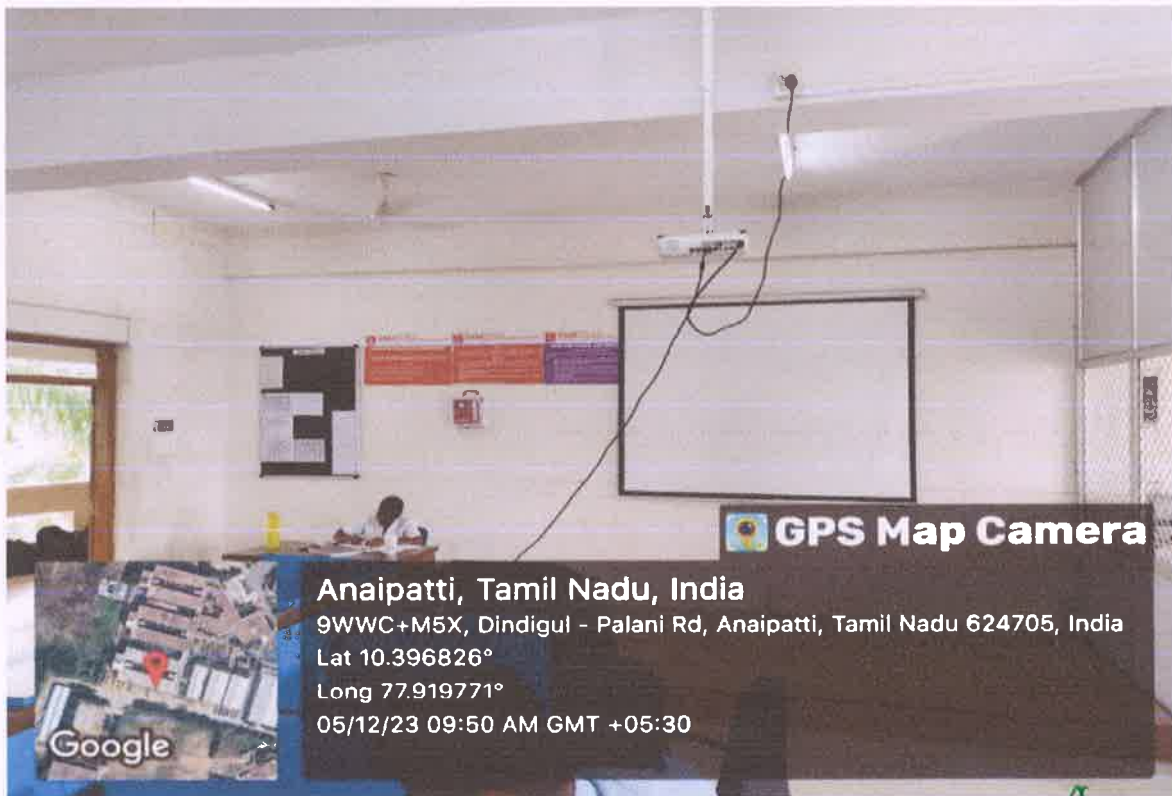 GPS Map Camera
Anaipatti, Tamil Nadu, India
9WWC+M5X, Dindigul - Palani Rd, Anaipatti, Tamil Nadu 624705, India
Lat 10.396826°
Long 77.919771°
05/12/23 09:50 AM GMT +05:30
Google